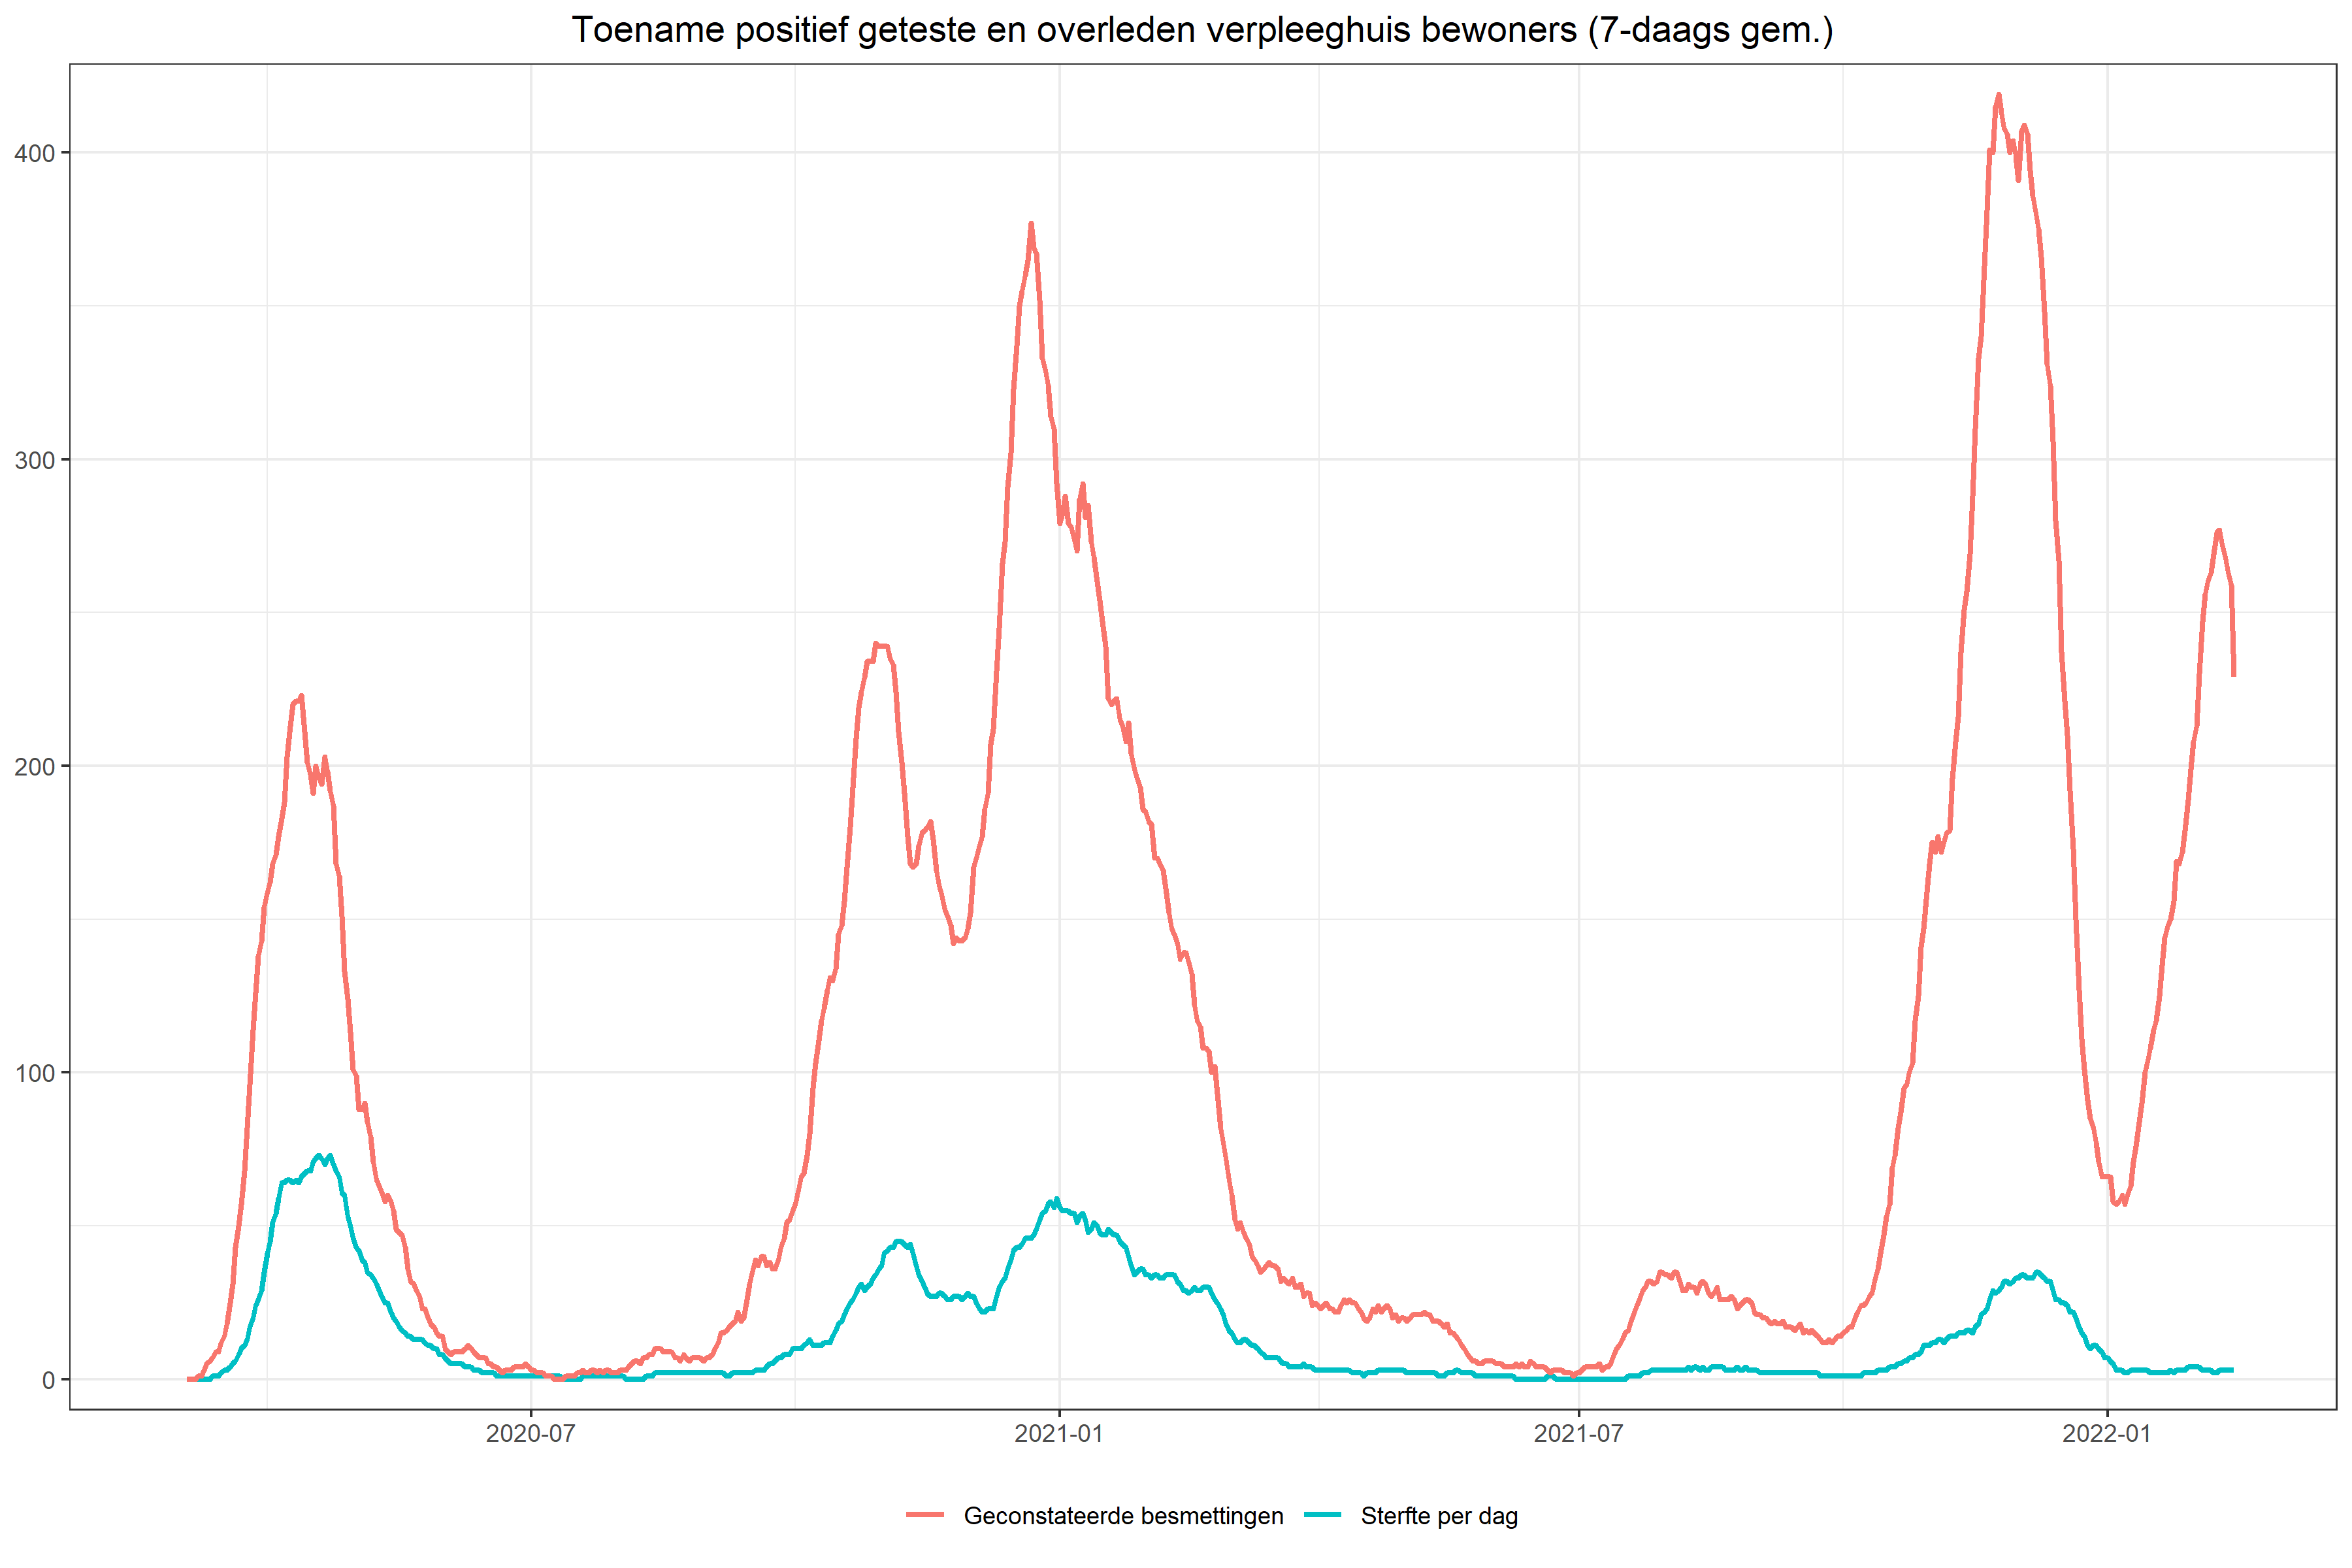 Toename positief geteste en overleden verpleeghuis bewoners (7-daags gem.)
400
300
200
100
0
2020-07 2021-01 2021-07 2022-01
Geconstateerde besmettingen Sterfte per dag